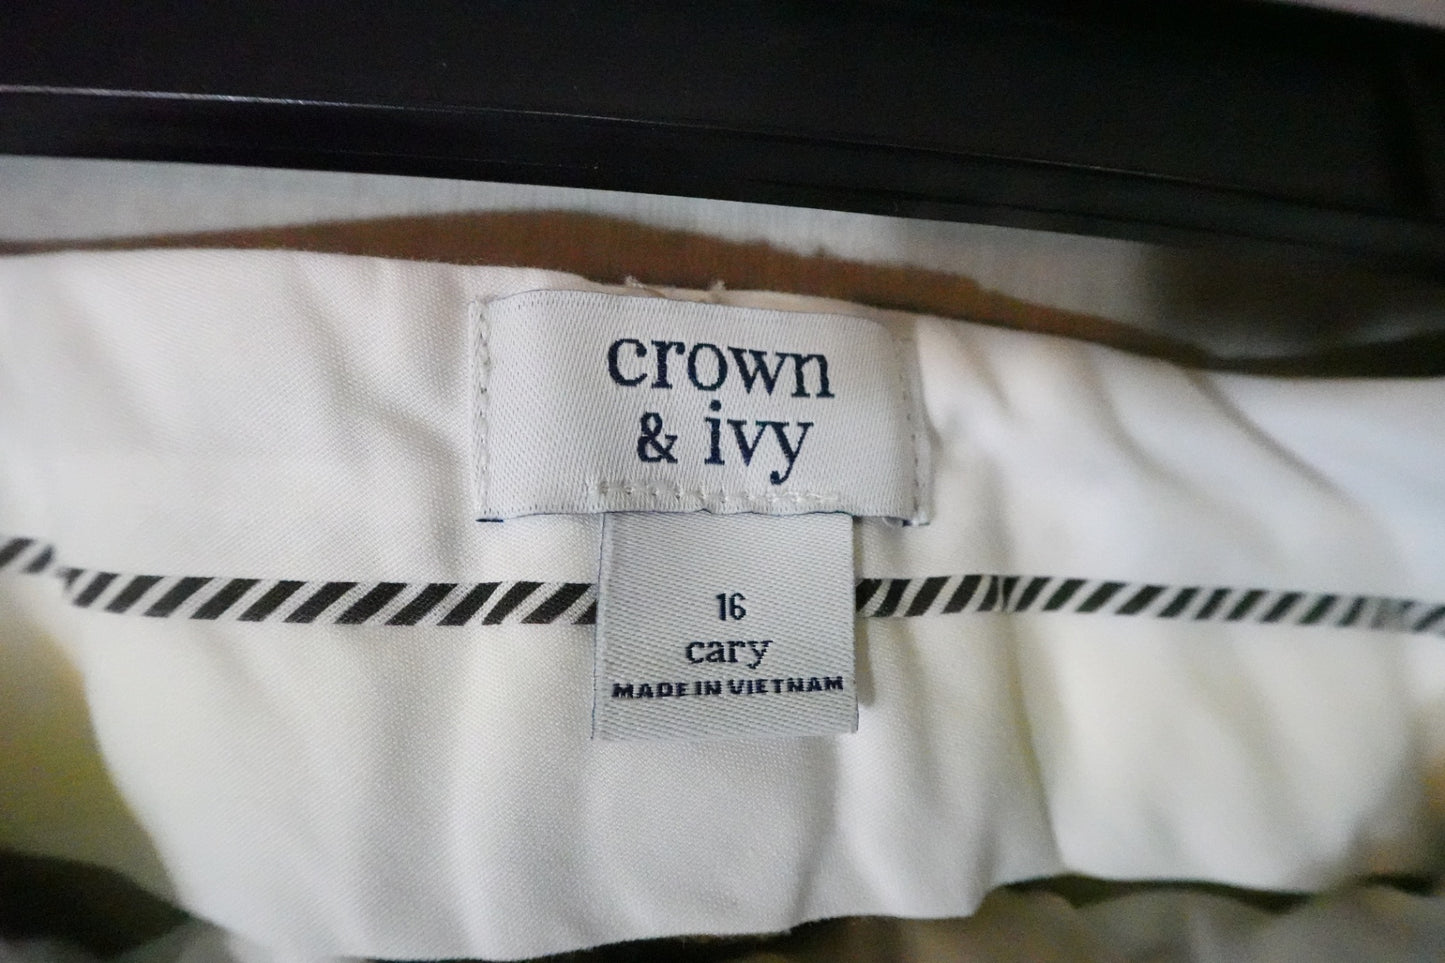 crown
& ivy
16
cary
MADE IN VIETNAM